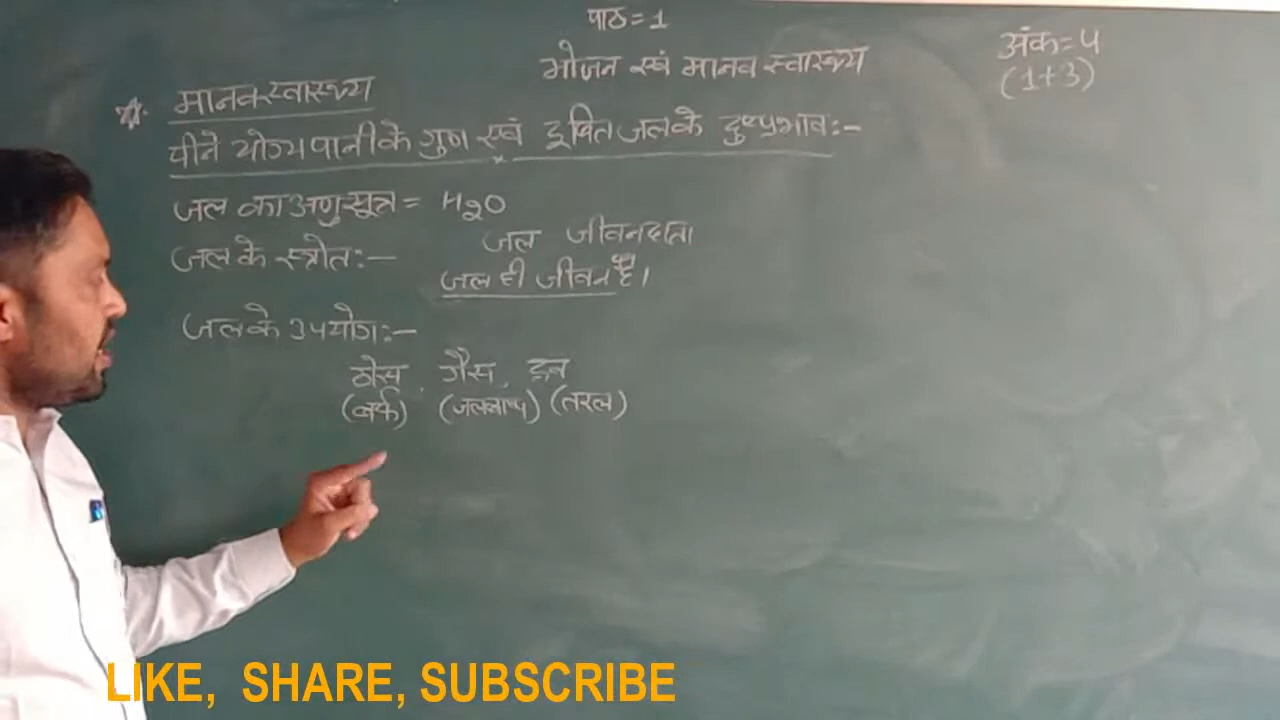 पाठ = 1
भोजन एवं मानव स्वास्थ्य
अंक = 4
(1+3)
मानव स्वास्थ्य
पीने योग्य पानी के गुण एवं दूषित जल के दुष्प्रभाव :-
जल का अणुसूत्र = H2O
जल जीवनदाता
जल के स्त्रोत :-
जल ही जीवन है।
जल के उपयोग :-
ठोस, गैस, द्रव
(बर्फ) (जलवाष्प) (तरल)
LIKE, SHARE, SUBSCRIBE